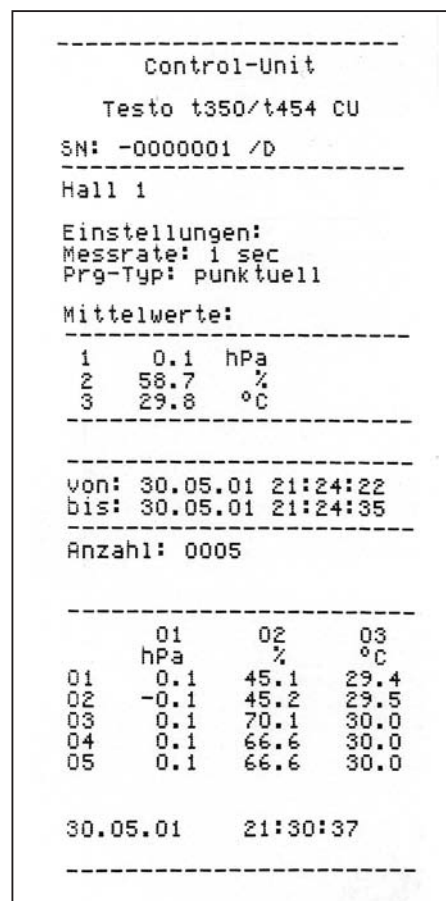 Control-Unit
Testo t350/t454 CU
SN: -0000001 /D
Hall 1
Einstellungen:
Messrate: 1 sec
Prg-Typ: punktuell
Mittelwerte:
1 0.1 hPa
2 58.7 %
3 29.8 °C
von: 30.05.01 21:24:22
bis: 30.05.01 21:24:35
Anzahl: 0005
01 02 03
hPa % °C
01 0.1 45.1 29.4
02 -0.1 45.2 29.5
03 0.1 70.1 30.0
04 0.1 66.6 30.0
05 0.1 66.6 30.0
30.05.01 21:30:37